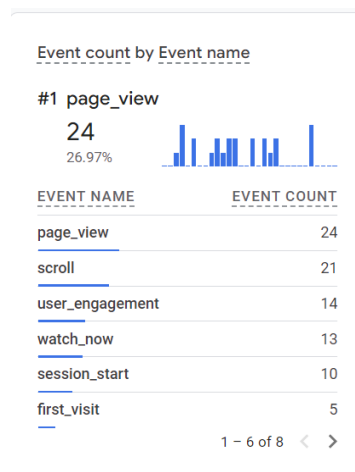 Event count by Event name
#1 page_view
24
26.97%
EVENT NAME EVENT COUNT
page_view 24
scroll 21
user_engagement 14
watch_now 13
session_start 10
first_visit 5
1 – 6 of 8